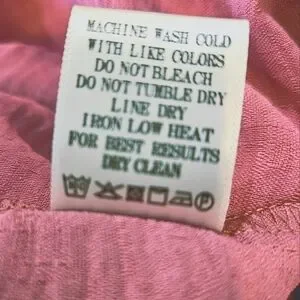 MACHINE WASH COLD
WITH LIKE COLORS
DO NOT BLEACH
DO NOT TUMBLE DRY
LINE DRY
IRON LOW HEAT
FOR BEST RESULTS
DRY CLEAN